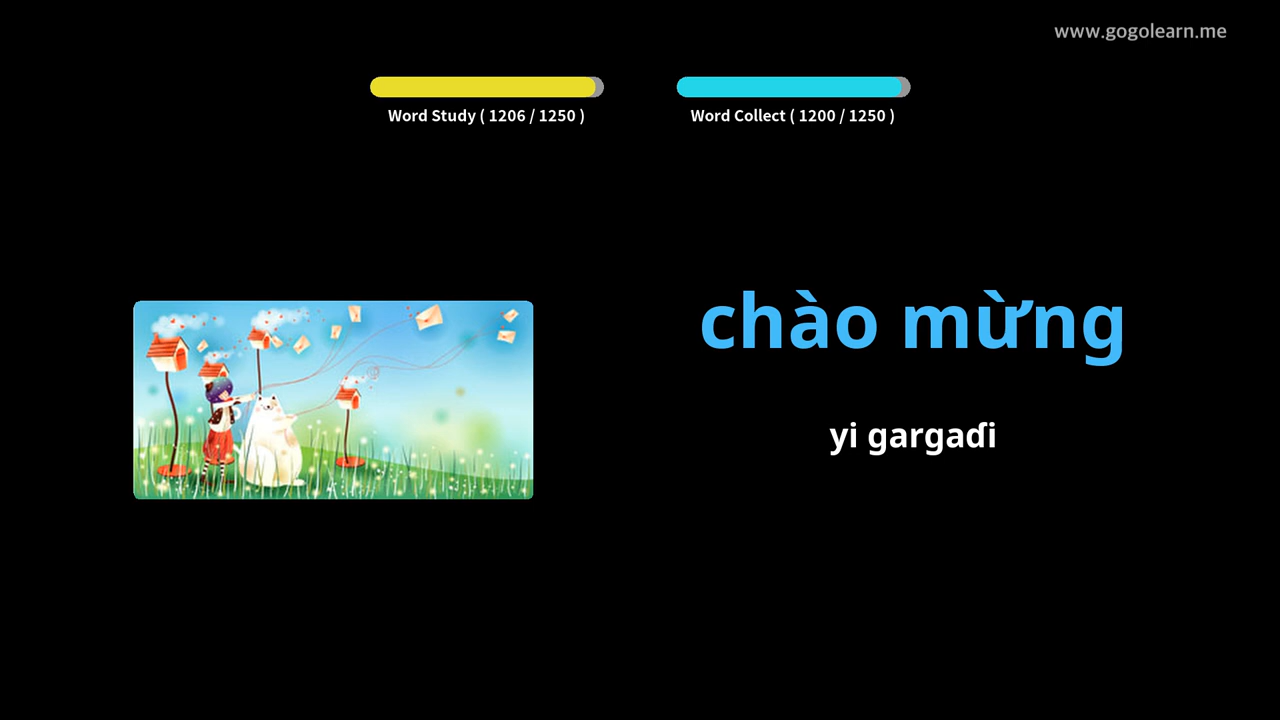 www.gogolearn.me
Word Study ( 1206 / 1250 )
Word Collect ( 1200 / 1250 )
chào mừng
yi gargaɗi